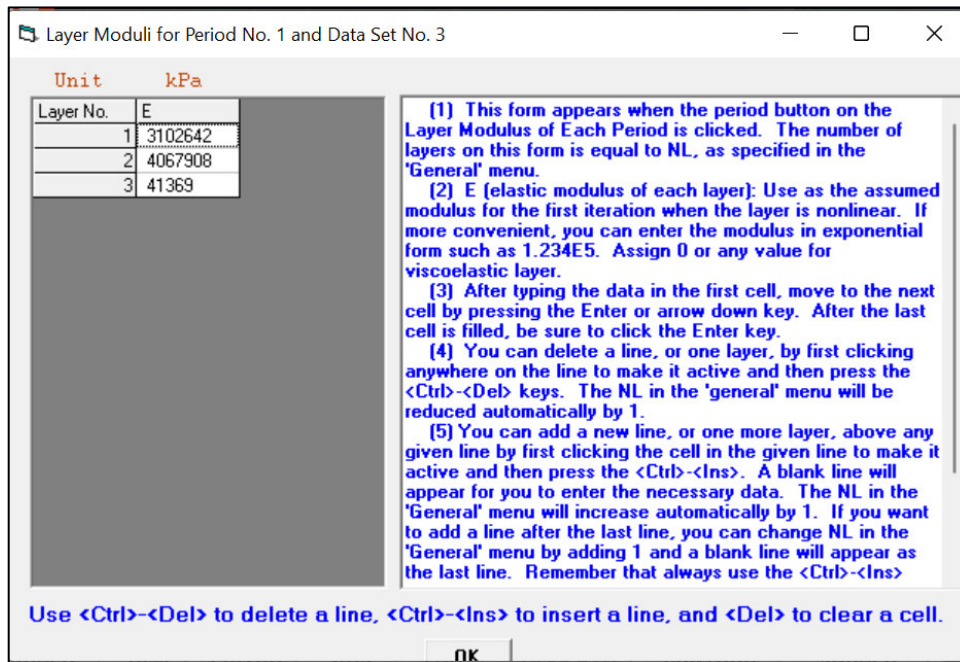 Layer Moduli for Period No. 1 and Data Set No. 3
Unit kPa
Layer No. E
1 3102642
2 4067908
3 41369
(1) This form appears when the period button on the
Layer Modulus of Each Period is clicked. The number of
layers on this form is equal to NL, as specified in the
'General' menu.
(2) E (elastic modulus of each layer): Use as the assumed
modulus for the first iteration when the layer is nonlinear. If
more convenient, you can enter the modulus in exponential
form such as 1.234E5. Assign 0 or any value for
viscoelastic layer.
(3) After typing the data in the first cell, move to the next
cell by pressing the Enter or arrow down key. After the last
cell is filled, be sure to click the Enter key.
(4) You can delete a line, or one layer, by first clicking
anywhere on the line to make it active and then press the
<Ctrl>-<Del> keys. The NL in the 'general' menu will be
reduced automatically by 1.
(5) You can add a new line, or one more layer, above any
given line by first clicking the cell in the given line to make it
active and then press the <Ctrl>-<Ins>. A blank line will
appear for you to enter the necessary data. The NL in the
'General' menu will increase automatically by 1. If you want
to add a line after the last line, you can change NL in the
'General' menu by adding 1 and a blank line will appear as
the last line. Remember that always use the <Ctrl>-<Ins>
Use <Ctrl>-<Del> to delete a line, <Ctrl>-<Ins> to insert a line, and <Del> to clear a cell.
OK